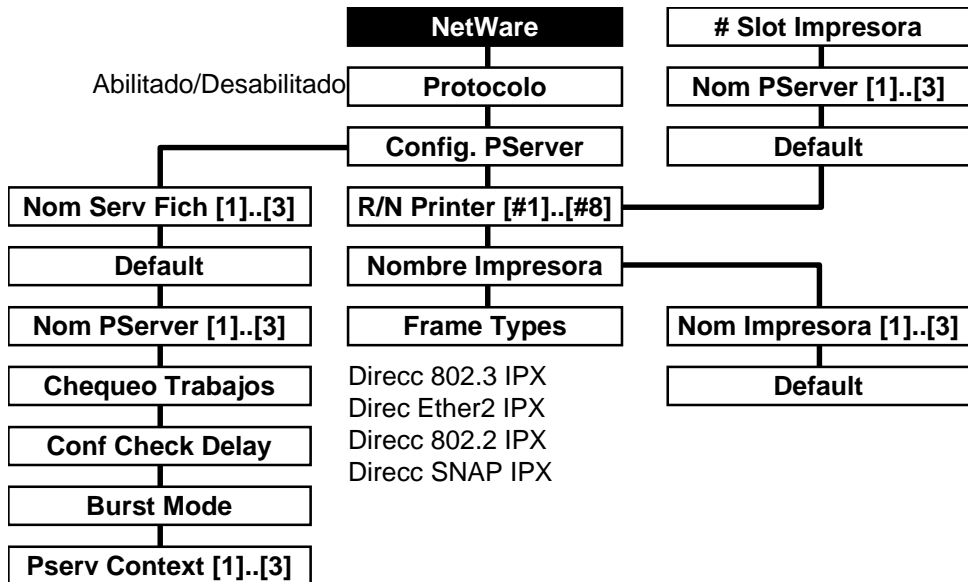 NetWare
# Slot Impresora
Abilitado/Desabilitado
Protocolo
Nom PServer [1]..[3]
Config. PServer
Default
Nom Serv Fich [1]..[3]
R/N Printer [#1]..[#8]
Default
Nombre Impresora
Nom PServer [1]..[3]
Frame Types
Nom Impresora [1]..[3]
Chequeo Trabajos
Direcc 802.3 IPX
Default
Direc Ether2 IPX
Conf Check Delay
Direcc 802.2 IPX
Direcc SNAP IPX
Burst Mode
Pserv Context [1]..[3]